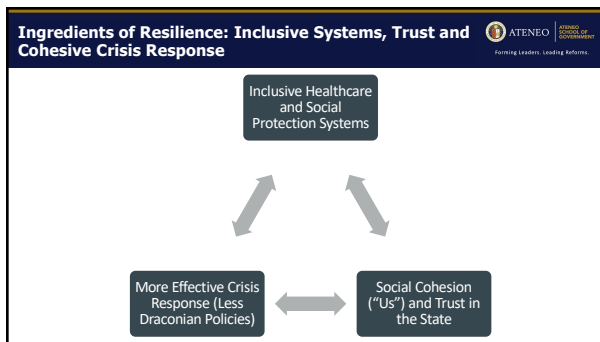 Ingredients of Resilience: Inclusive Systems, Trust and
Cohesive Crisis Response
ATENEO
ATENEO
SCHOOL OF
GOVERNMENT
Forming Leaders. Leading Reforms.
Inclusive Healthcare
and Social
Protection Systems
More Effective Crisis
Response (Less
Draconian Policies)
Social Cohesion
(“Us”) and Trust in
the State